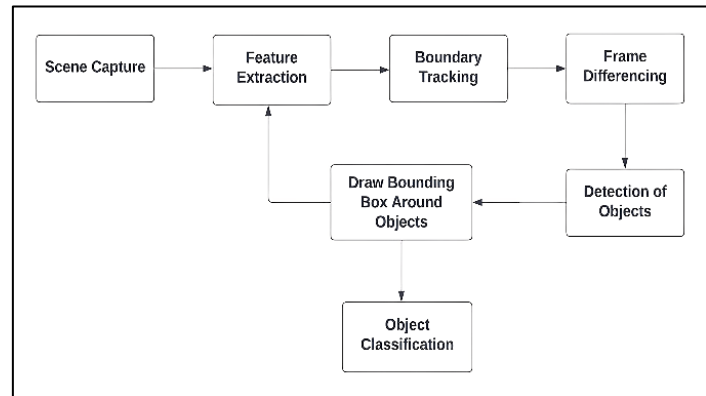 Scene Capture
Feature
Extraction
Boundary
Tracking
Frame
Differencing
Draw Bounding
Box Around
Objects
Detection of
Objects
Object
Classification